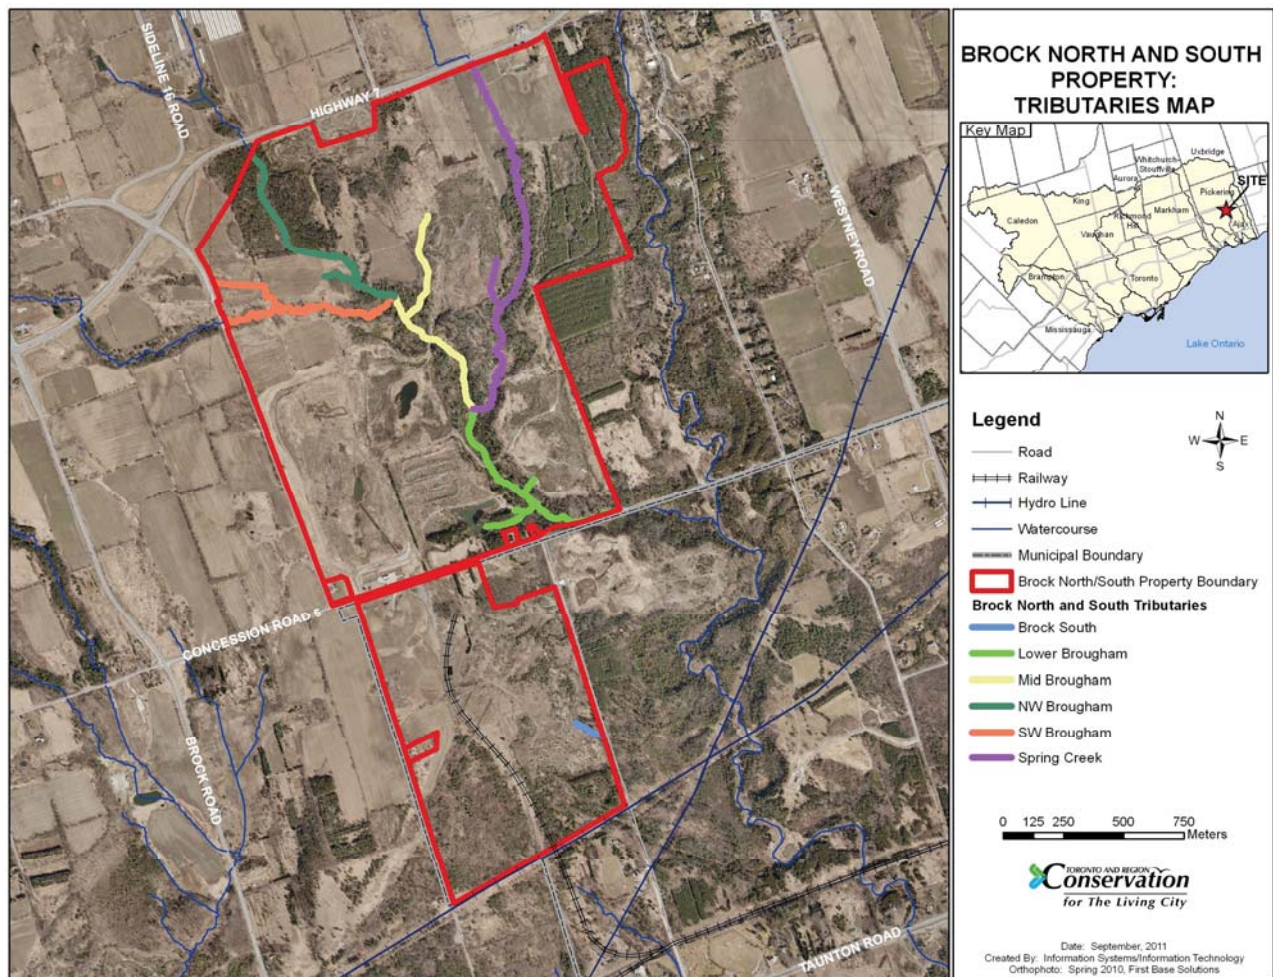 SIDELINE 16 ROAD
HIGHWAY 7
WESTNEYROAD
CONCESSION ROAD 5
BROCK ROAD
TAUNTON ROAD
BROCK NORTH AND SOUTH
PROPERTY:
TRIBUTARIES MAP
Key Map
Uxbridge
Whitchurch-
Stouffville
Aurora
Pickering
SITE
King
Caledon
Richmond
Hill
Markham
Ajax
Vaughan
Brampton
Toronto
Mississauga
Lake Ontario
Legend
N
W E
S
Road
Railway
Hydro Line
Watercourse
Municipal Boundary
Brock North/South Property Boundary
Brock North and South Tributaries
Brock South
Lower Brougham
Mid Brougham
NW Brougham
SW Brougham
Spring Creek
0 125 250 500 750
Meters
TORONTO AND REGION
Conservation
for The Living City
Date: September, 2011
Created By: Information Systems/Information Technology
Orthophoto: Spring 2010, First Base Solutions